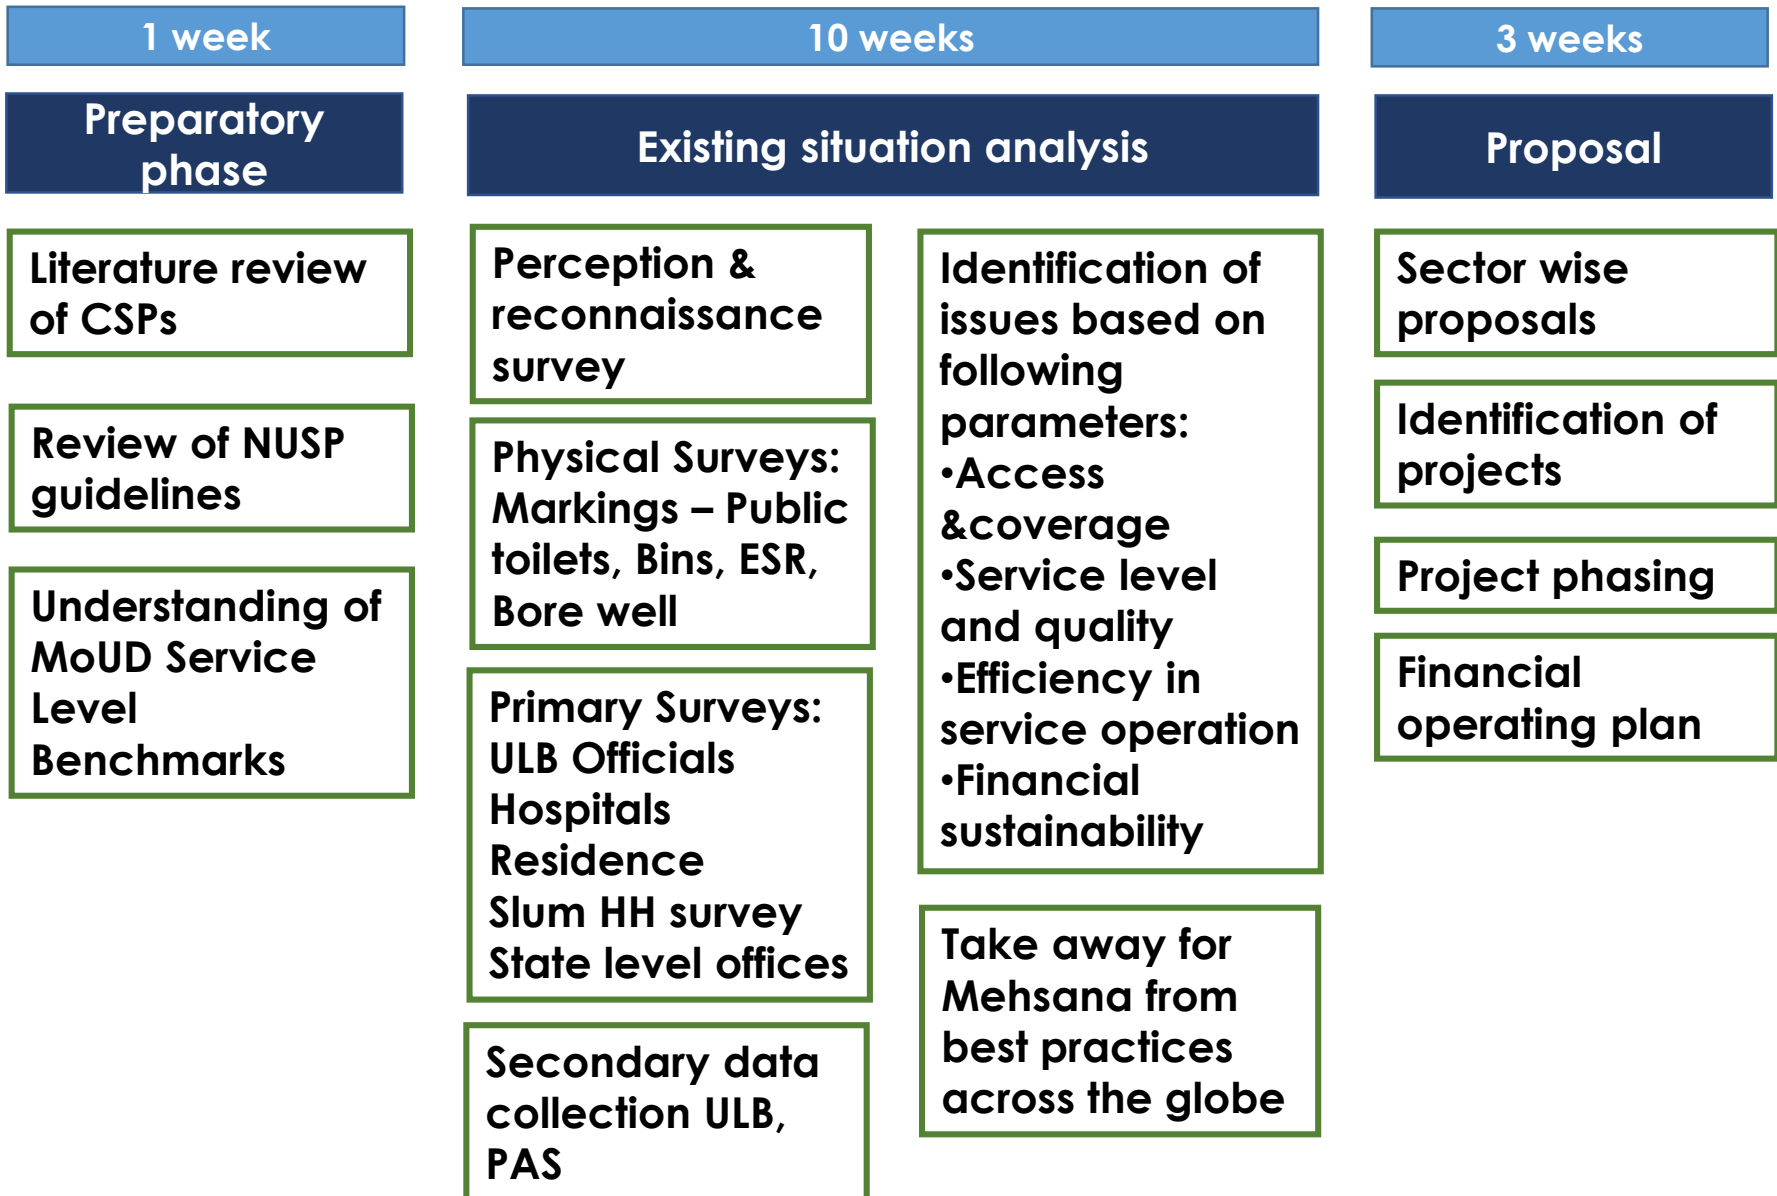 1 week
10 weeks
3 weeks
Preparatory
phase
Existing situation analysis
Proposal
Literature review
of CSPs
Review of NUSP
guidelines
Understanding of
MoUD Service
Level
Benchmarks
Perception &
reconnaissance
survey
Physical Surveys:
Markings – Public
toilets, Bins, ESR,
Bore well
Primary Surveys:
ULB Officials
Hospitals
Residence
Slum HH survey
State level offices
Secondary data
collection ULB,
PAS
Identification of
issues based on
following
parameters:
•Access
&coverage
•Service level
and quality
•Efficiency in
service operation
•Financial
sustainability
Take away for
Mehsana from
best practices
across the globe
Sector wise
proposals
Identification of
projects
Project phasing
Financial
operating plan